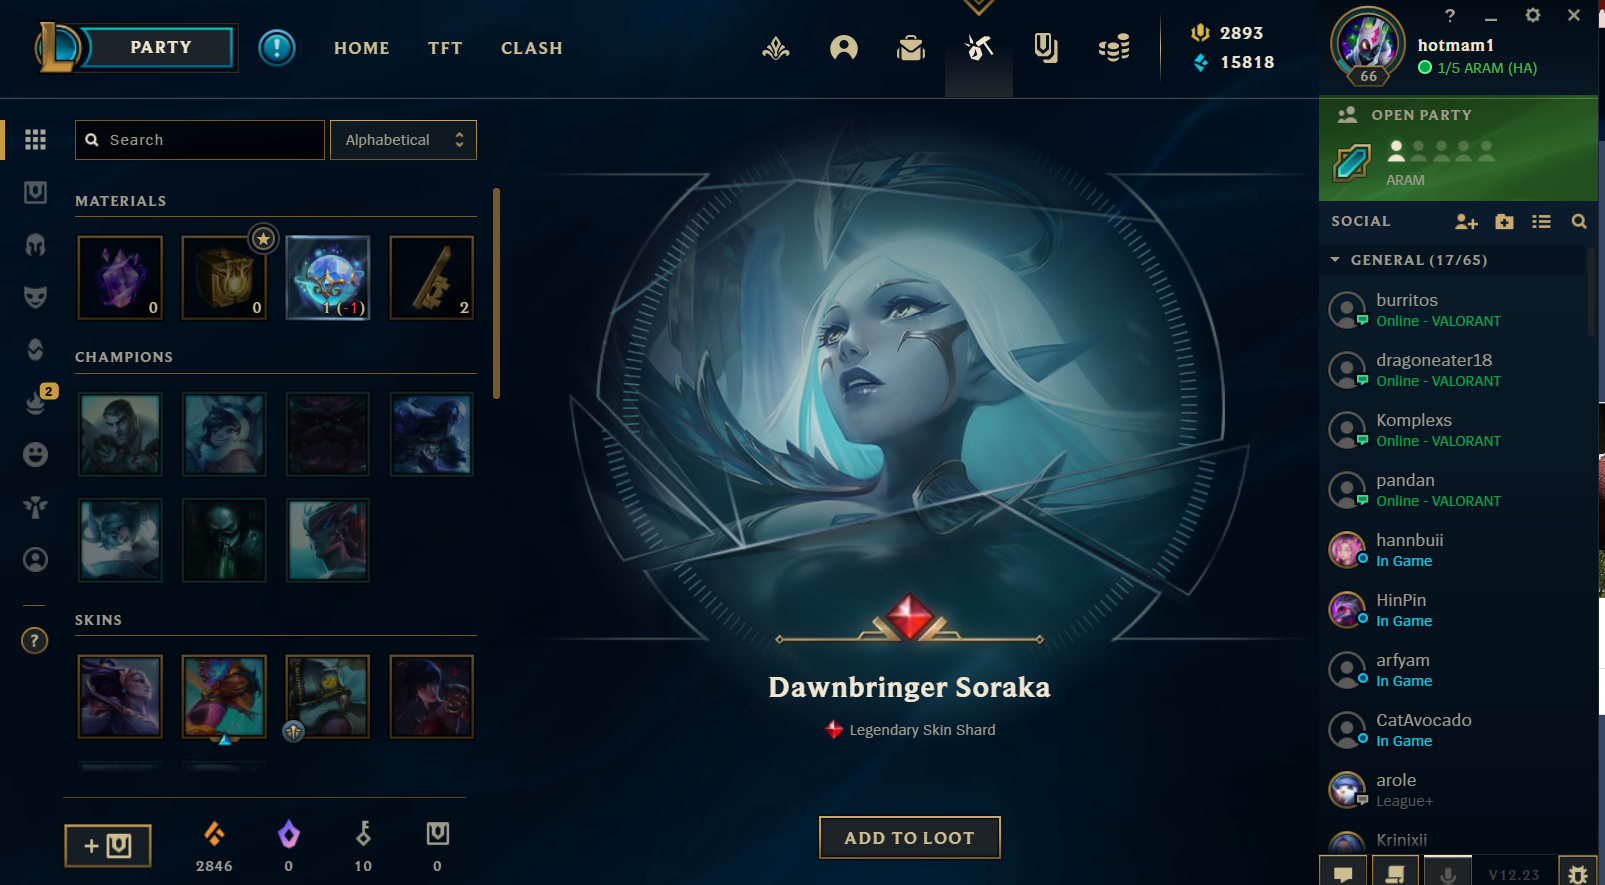 PARTY
HOME
TFT
CLASH
2893
15818
?
hotmam1
66
1/5 ARAM (HA)
OPEN PARTY
ARAM
Search
Alphabetical
MATERIALS
0
0
1 (-1)
2
CHAMPIONS
2
SKINS
?
Dawnbringer Soraka
Legendary Skin Shard
ADD TO LOOT
+
2846
0
10
0
SOCIAL
GENERAL (17/65)
burritos
Online - VALORANT
dragoneater18
Online - VALORANT
Komplexs
Online - VALORANT
pandan
Online - VALORANT
hannbuii
In Game
HinPin
In Game
arfyam
In Game
CatAvocado
In Game
arole
League+
Krinixii
V12.23